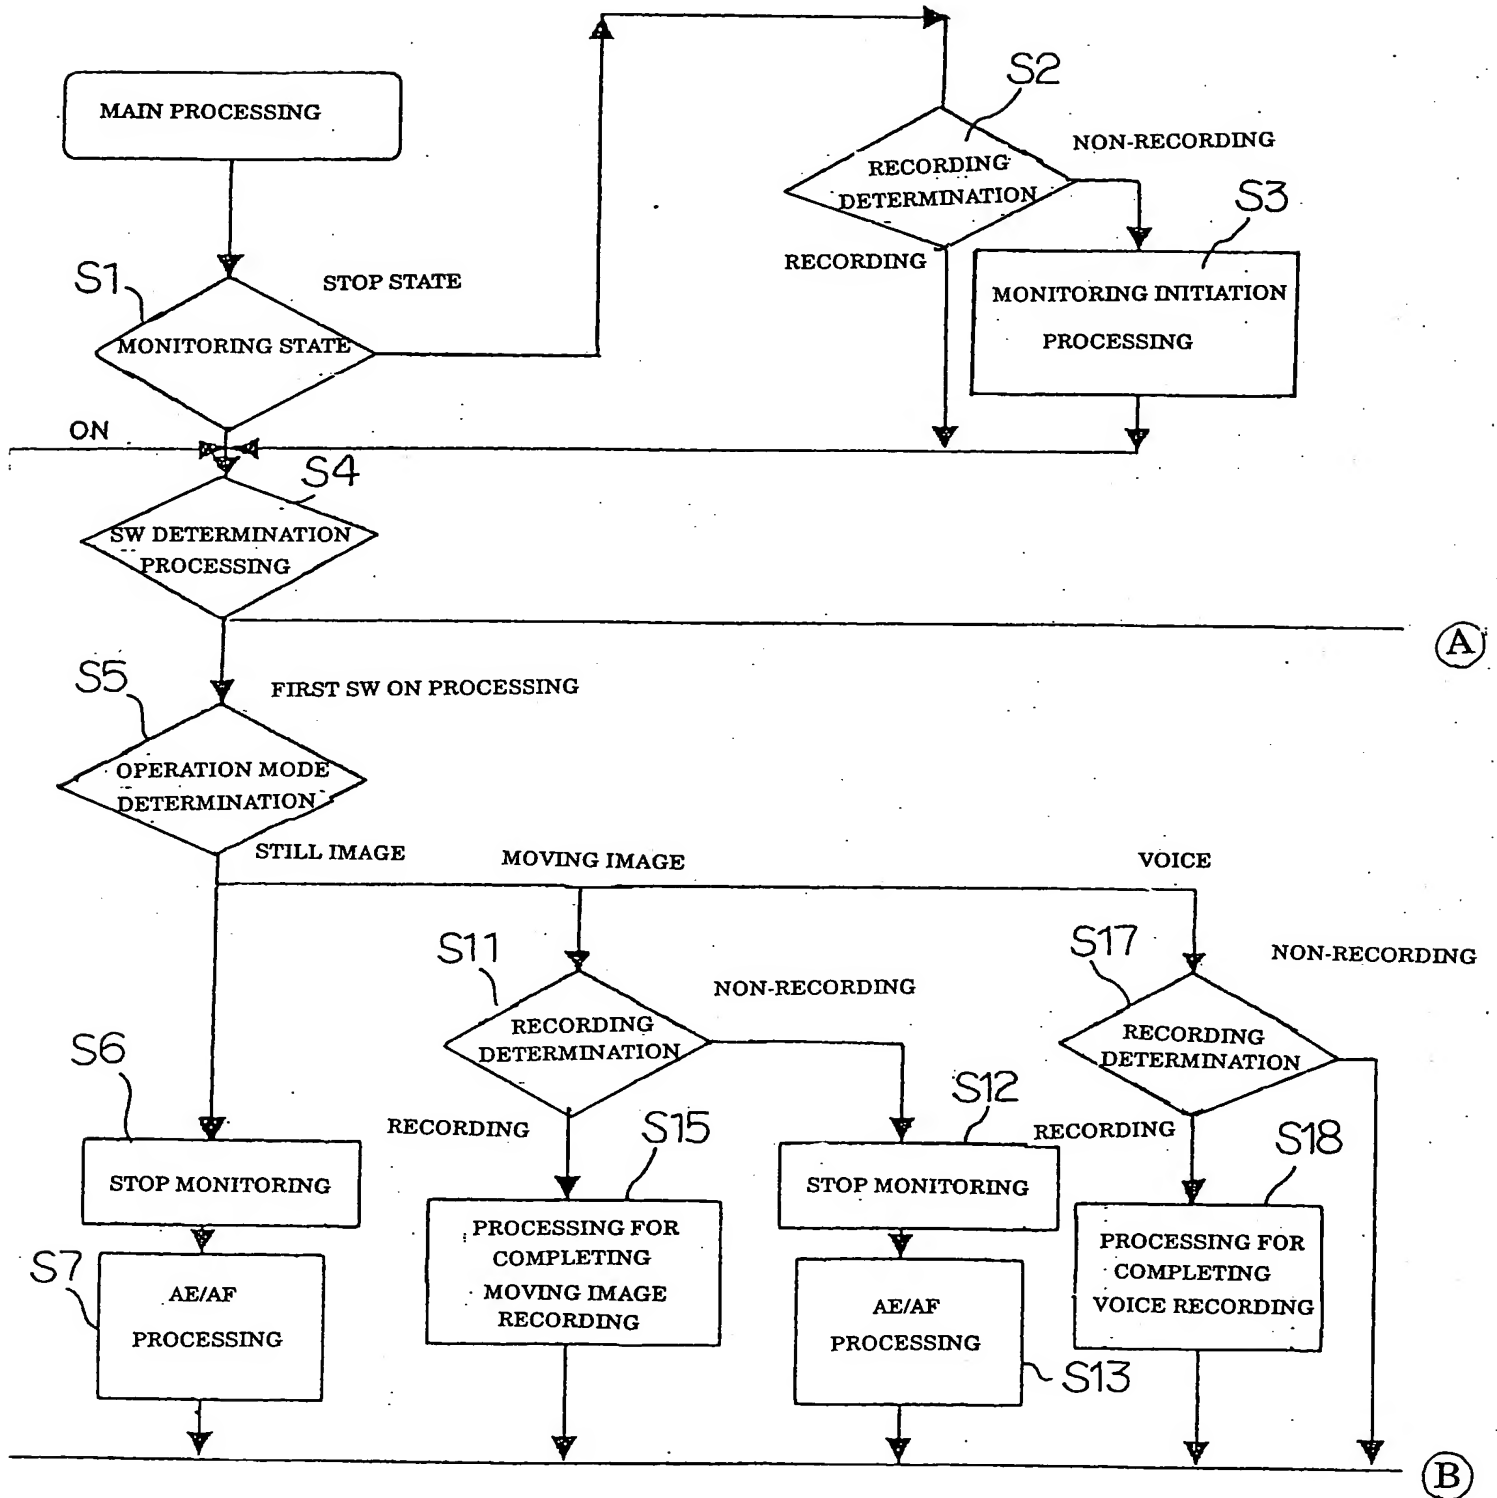 MAIN PROCESSING
S1
STOP STATE
MONITORING STATE
S2
NON-RECORDING
RECORDING
DETERMINATION
S3
RECORDING
MONITORING INITIATION
PROCESSING
ON
S4
SW DETERMINATION
PROCESSING
A
S5
FIRST SW ON PROCESSING
OPERATION MODE
DETERMINATION
STILL IMAGE
MOVING IMAGE
VOICE
S11
NON-RECORDING
RECORDING
DETERMINATION
S17
NON-RECORDING
RECORDING
DETERMINATION
S6
STOP MONITORING
RECORDING
S15
PROCESSING FOR
COMPLETING
MOVING IMAGE
RECORDING
S12
STOP MONITORING
RECORDING
S18
PROCESSING FOR
COMPLETING
VOICE RECORDING
S7
AE/AF
PROCESSING
AE/AF
PROCESSING
S13
B